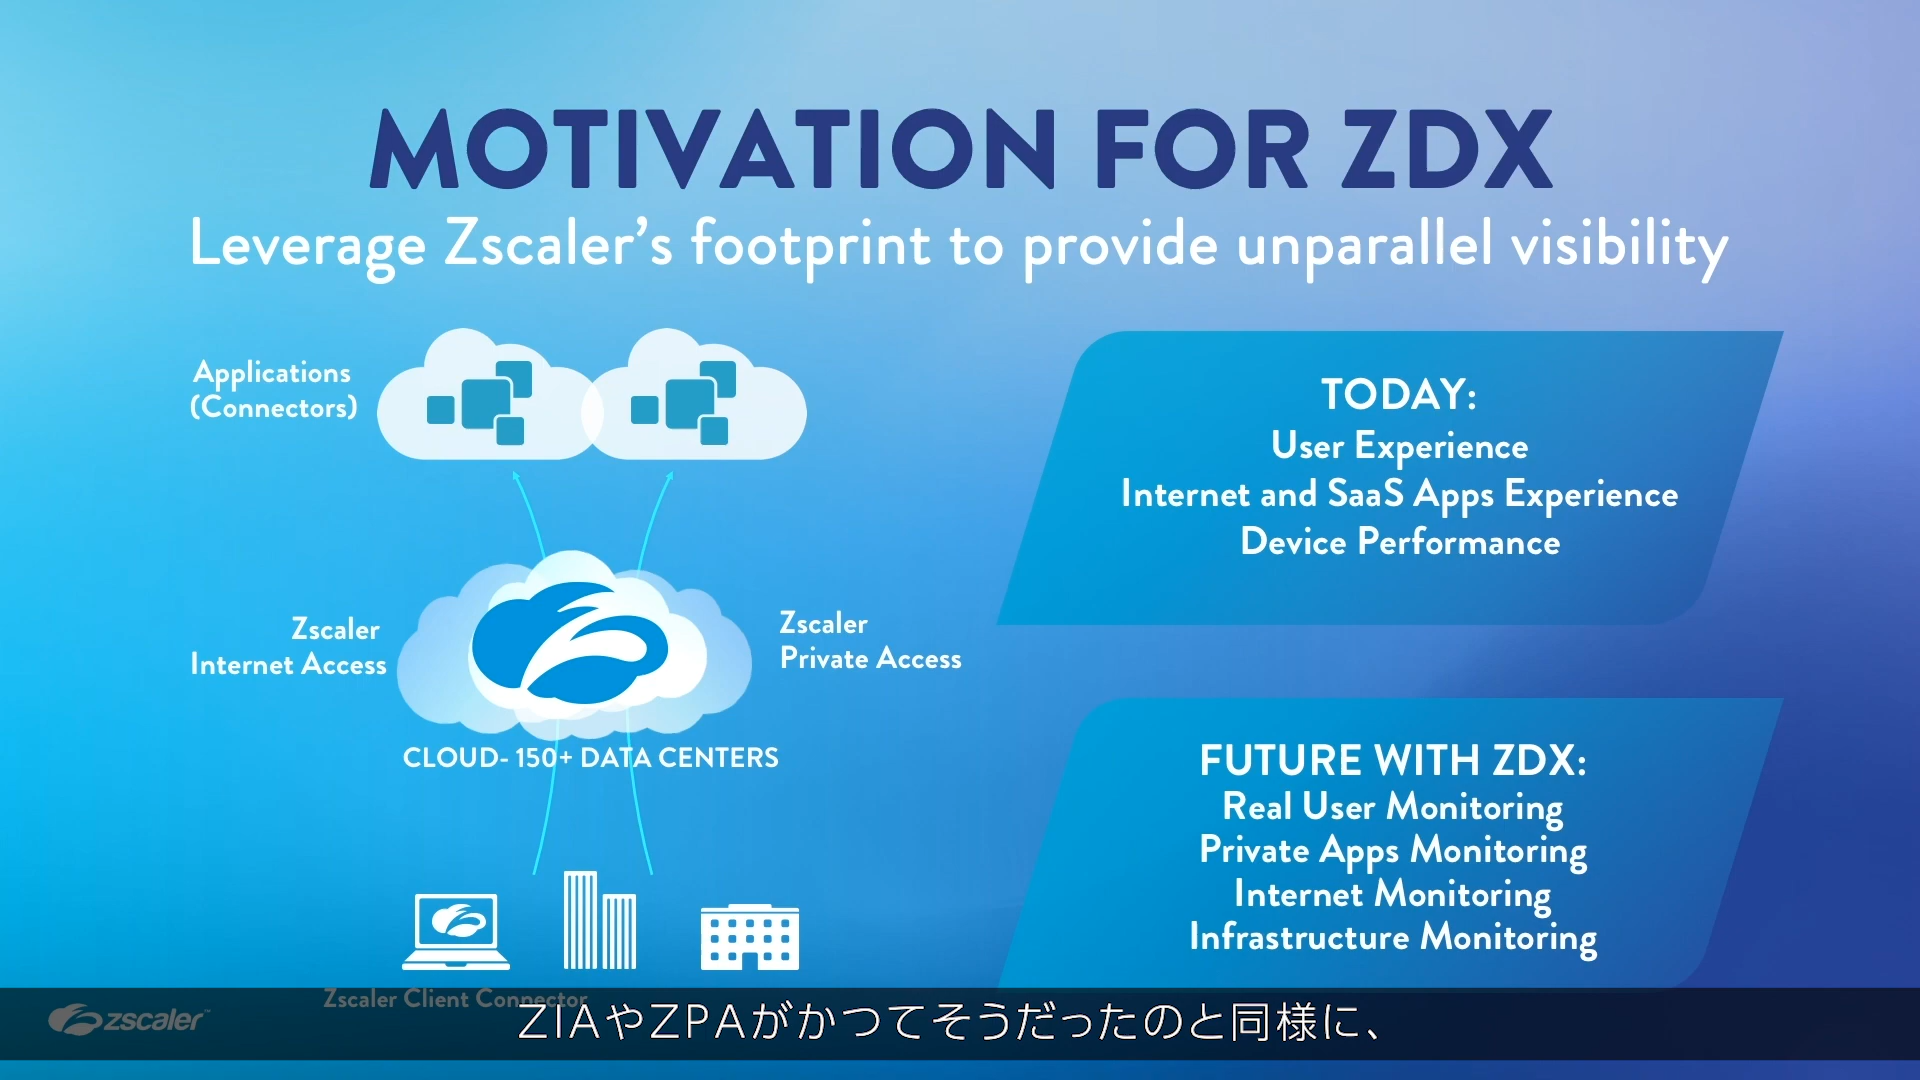 MOTIVATION FOR ZDX
Leverage Zscaler's footprint to provide unparallel visibility
Applications
(Connectors)
Zscaler
Internet Access
Zscaler
Private Access
CLOUD- 150+ DATA CENTERS
Zscaler Client Connector
TODAY:
User Experience
Internet and SaaS Apps Experience
Device Performance
FUTURE WITH ZDX:
Real User Monitoring
Private Apps Monitoring
Internet Monitoring
Infrastructure Monitoring
zscaler™
ZIAやZPAがかつてそうだったのと同様に、